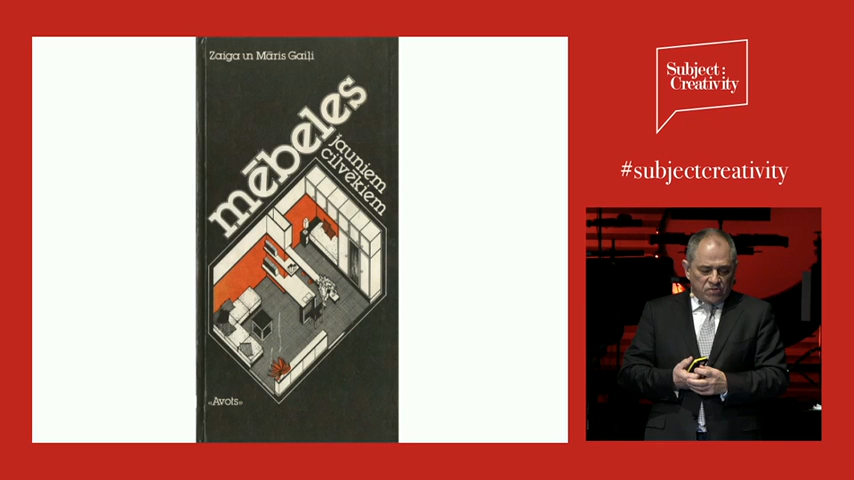 Zaiga un Māris Gaiļi
mēbeles
jauniem
cilvēkiem
«Avots»
Subject:
Creativity
#subjectcreativity